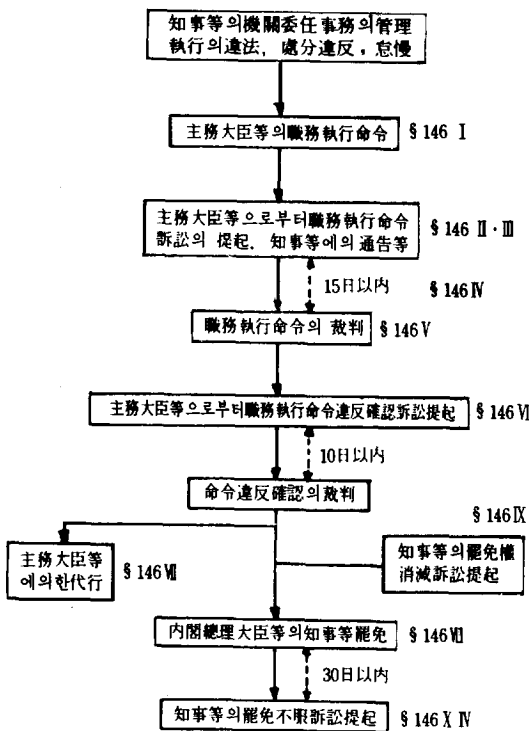 知事等의機關委任事務의管理
執行의違法, 處分違反, 怠慢
主務大臣等의職務執行命令 § 146 Ⅰ
主務大臣等으로부터職務執行命令
訴訟의 提起, 知事等에의通告等
§ 146 Ⅱ·Ⅲ
15日以内 § 146 Ⅳ
職務執行命令의 裁判 § 146 Ⅴ
主務大臣等으로부터職務執行命令違反確認訴訟提起 § 146 Ⅵ
10日以内
命令違反確認의裁判
§ 146 Ⅸ
主務大臣等
에의한代行
§ 146 Ⅶ
知事等의罷免權
消滅訴訟提起
内閣總理大臣等의知事等罷免 § 146
30日以内
知事等의罷免不服訴訟提起 § 146 Ⅹ Ⅳ